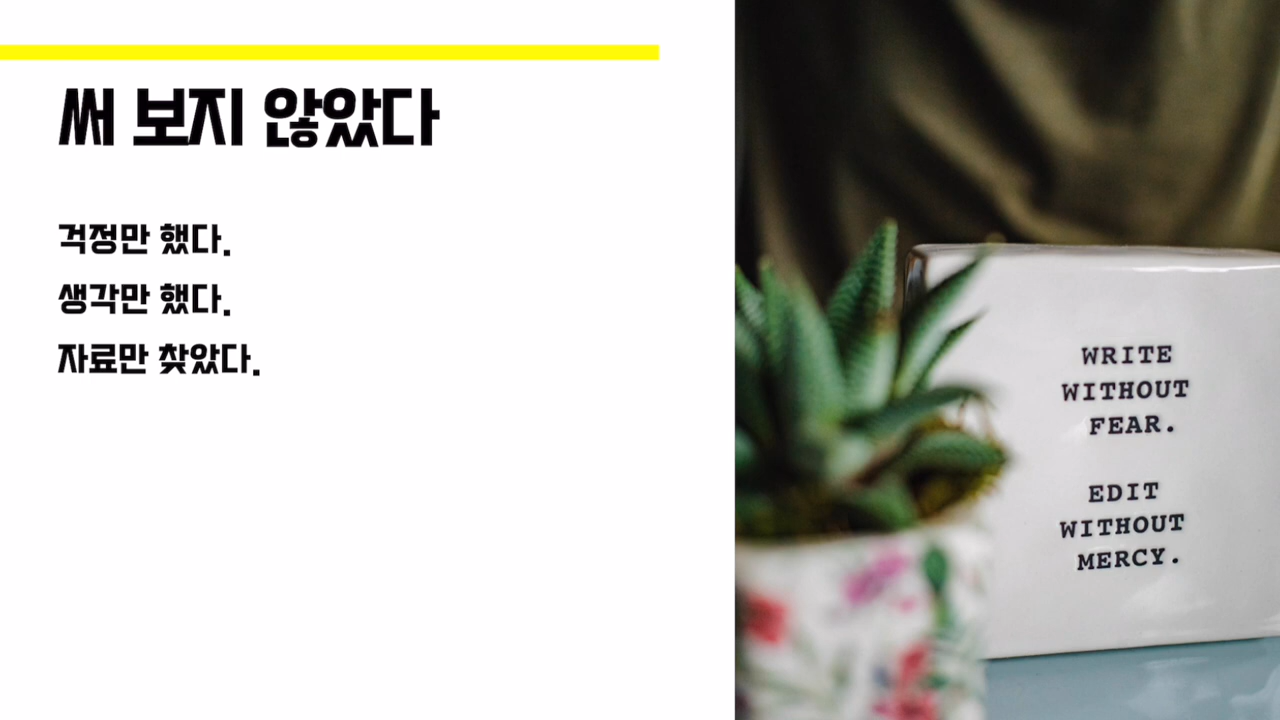 써 보지 않았다
걱정만 했다.
생각만 했다.
자료만 찾았다.
WRITE
WITHOUT
FEAR.
EDIT
WITHOUT
MERCY.